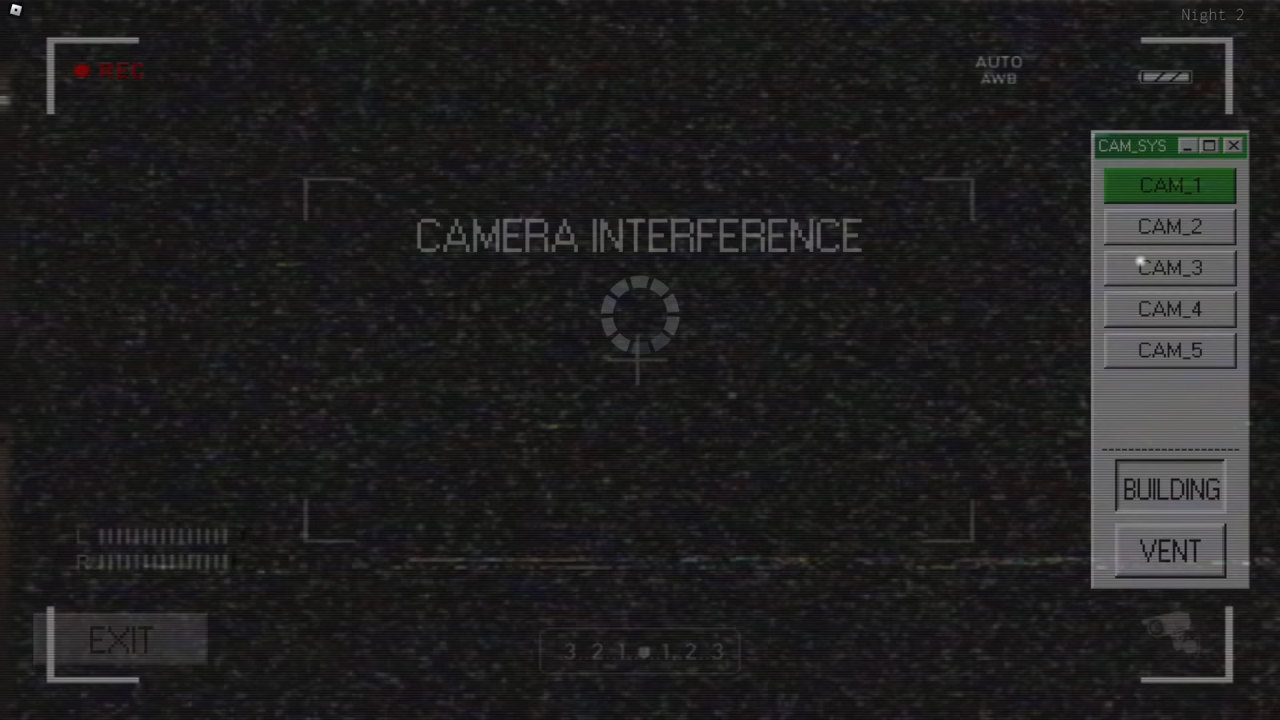 Night 2
REC
AUTO
AWB
CAM_SYS
CAM_1
CAMERA INTERFERENCE
CAM_2
CAM_3
CAM_4
CAM_5
BUILDING
L
R
VENT
EXIT
3 2 1 1 2 3